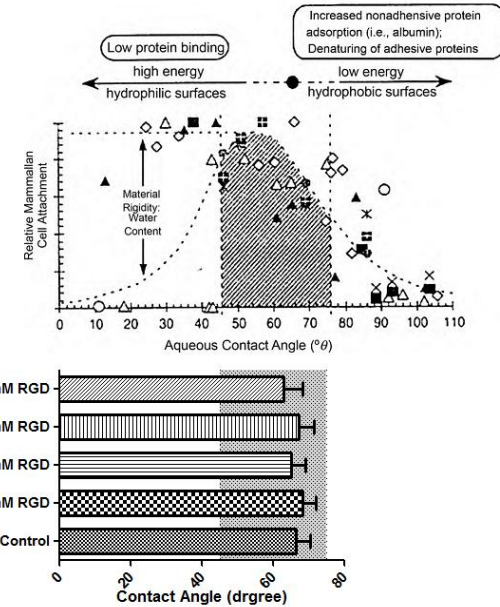 Low protein binding
Increased nonadhensive protein
adsorption (i.e., albumin);
Denaturing of adhesive proteins
high energy
hydrophilic surfaces
low energy
hydrophobic surfaces
Relative Mammalian
Cell Attachment
Material
Rigidity:
Water
Content
0 10 20 30 40 50 60 70 80 90 100 110
Aqueous Contact Angle (°θ)
M RGD
M RGD
M RGD
M RGD
Control
0 20 40 60 80
Contact Angle (drgree)